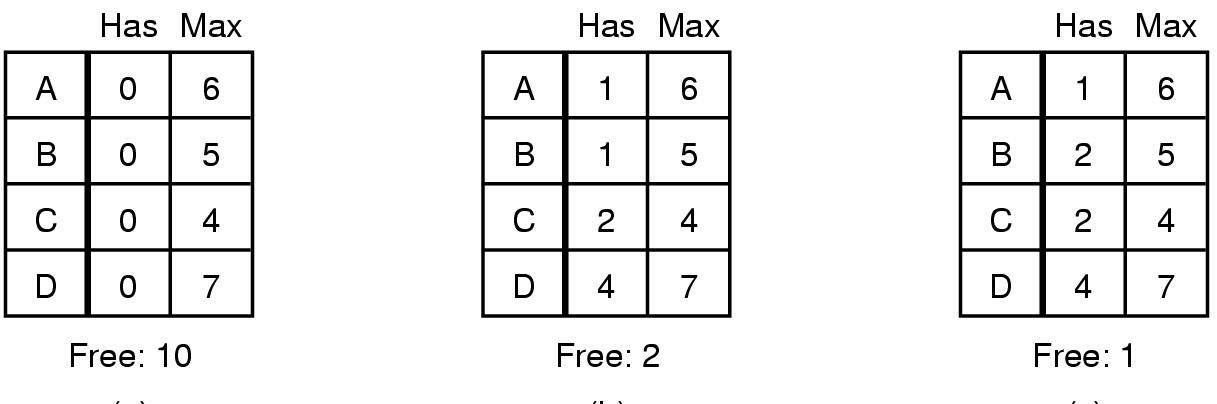 Has Max Has Max Has Max
A 0 6 A 1 6 A 1 6
B 0 5 B 1 5 B 2 5
C 0 4 C 2 4 C 2 4
D 0 7 D 4 7 D 4 7
Free: 10 Free: 2 Free: 1